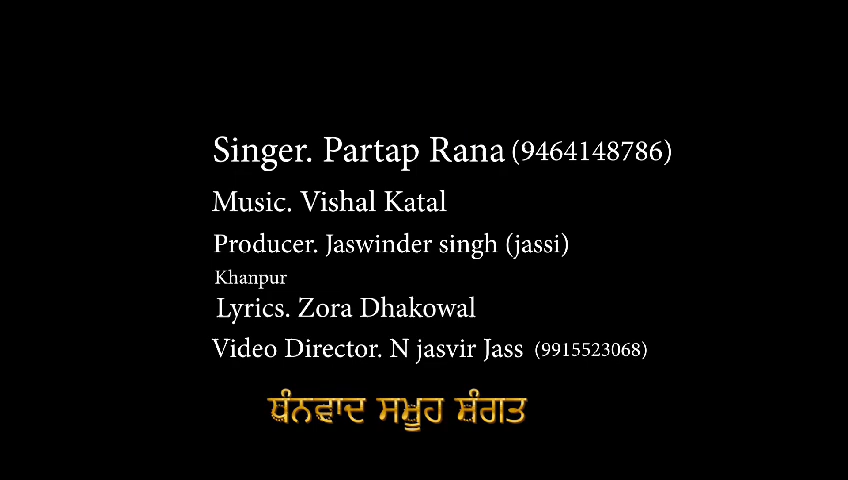 Singer. Partap Rana (9464148786)
Music. Vishal Katal
Producer. Jaswinder singh (jassi)
Khanpur
Lyrics. Zora Dhakowal
Video Director. N jasvir Jass (9915523068)
ਥੰਨਵਾਦ ਸਮੂਹ ਸ਼ੰਗਤ